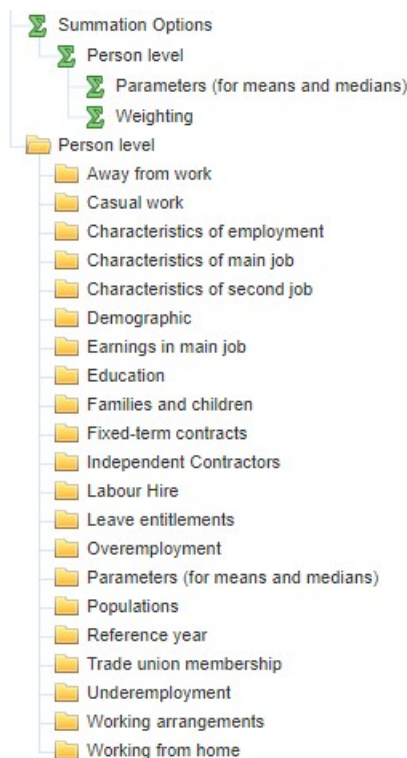 Summation Options
Person level
Parameters (for means and medians)
Weighting
Person level
Away from work
Casual work
Characteristics of employment
Characteristics of main job
Characteristics of second job
Demographic
Earnings in main job
Education
Families and children
Fixed-term contracts
Independent Contractors
Labour Hire
Leave entitlements
Overemployment
Parameters (for means and medians)
Populations
Reference year
Trade union membership
Underemployment
Working arrangements
Working from home